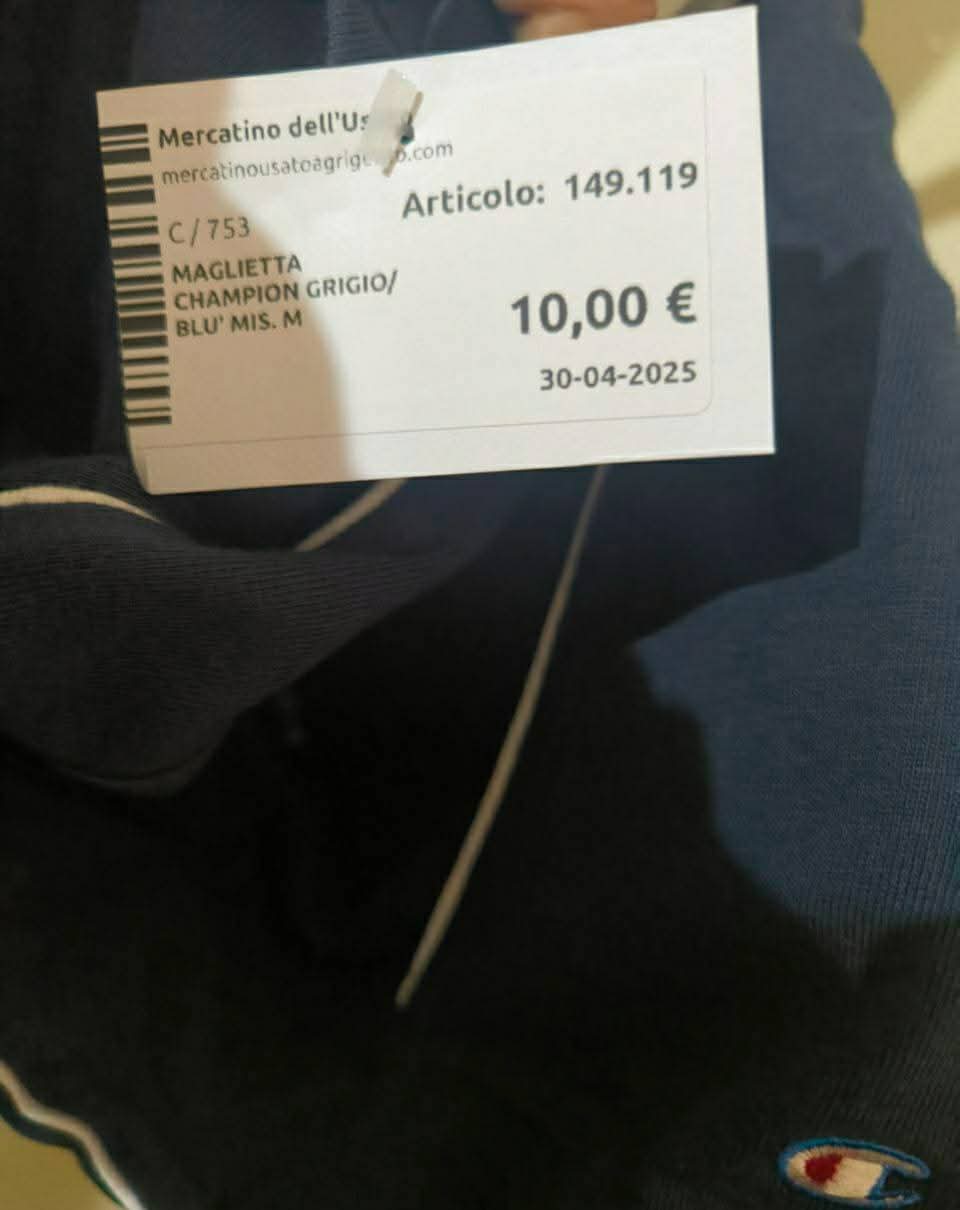 Mercatino dell'Us
mercatinousatoagrig
o.com
Articolo: 149.119
C / 753
MAGLIETTA
CHAMPION GRIGIO/
BLU' MIS. M
10,00 €
30-04-2025